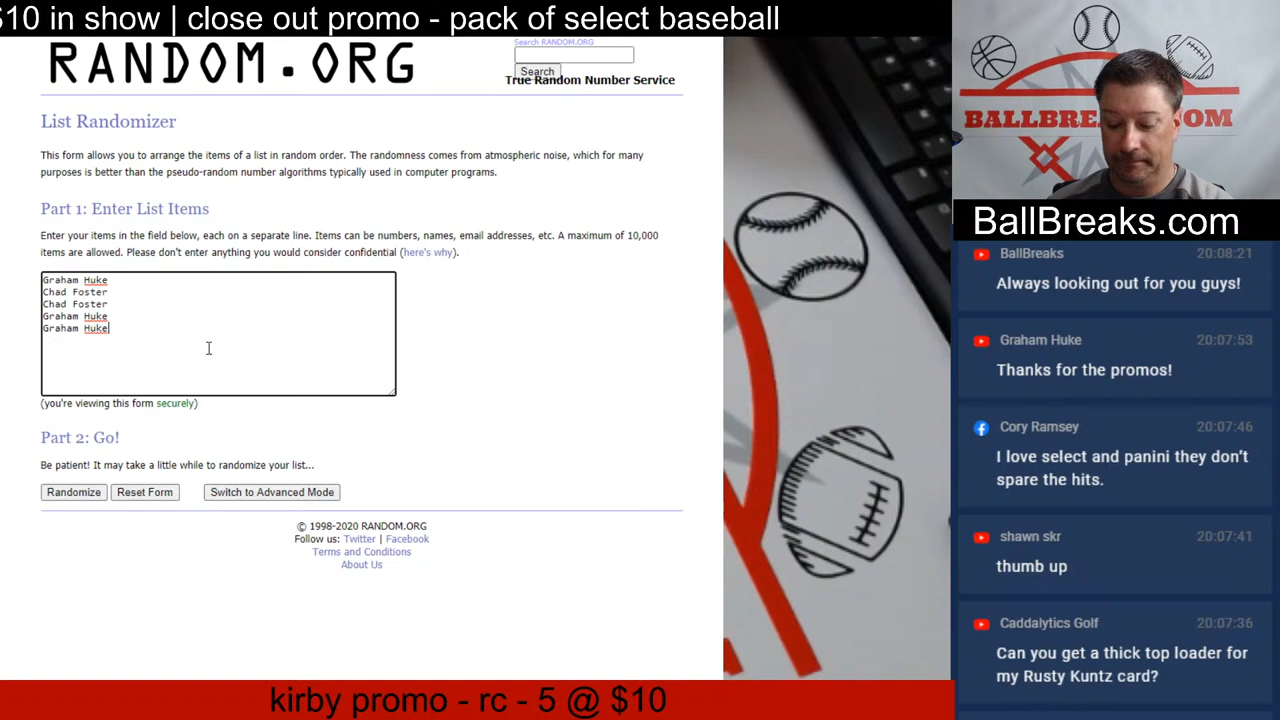 $10 in show | close out promo - pack of select baseball
RANDOM.ORG
Search RANDOM.ORG
Search
True Random Number Service
List Randomizer
This form allows you to arrange the items of a list in random order. The randomness comes from atmospheric noise, which for many
purposes is better than the pseudo-random number algorithms typically used in computer programs.
Part 1: Enter List Items
Enter your items in the field below, each on a separate line. Items can be numbers, names, email addresses, etc. A maximum of 10,000
items are allowed. Please don't enter anything you would consider confidential (here's why).
Graham Huke
Chad Foster
Chad Foster
Graham Huke
Graham Huke
(you're viewing this form securely)
Part 2: Go!
Be patient! It may take a little while to randomize your list...
Randomize Reset Form Switch to Advanced Mode
© 1998-2020 RANDOM.ORG
Follow us: Twitter | Facebook
Terms and Conditions
About Us
BallBreaks.com
BallBreaks 20:08:21
Always looking out for you guys!
Graham Huke 20:07:53
Thanks for the promos!
Cory Ramsey 20:07:46
I love select and panini they don't
spare the hits.
shawn skr 20:07:41
thumb up
Caddalytics Golf 20:07:36
Can you get a thick top loader for
my Rusty Kuntz card?
kirby promo - rc - 5 @ $10